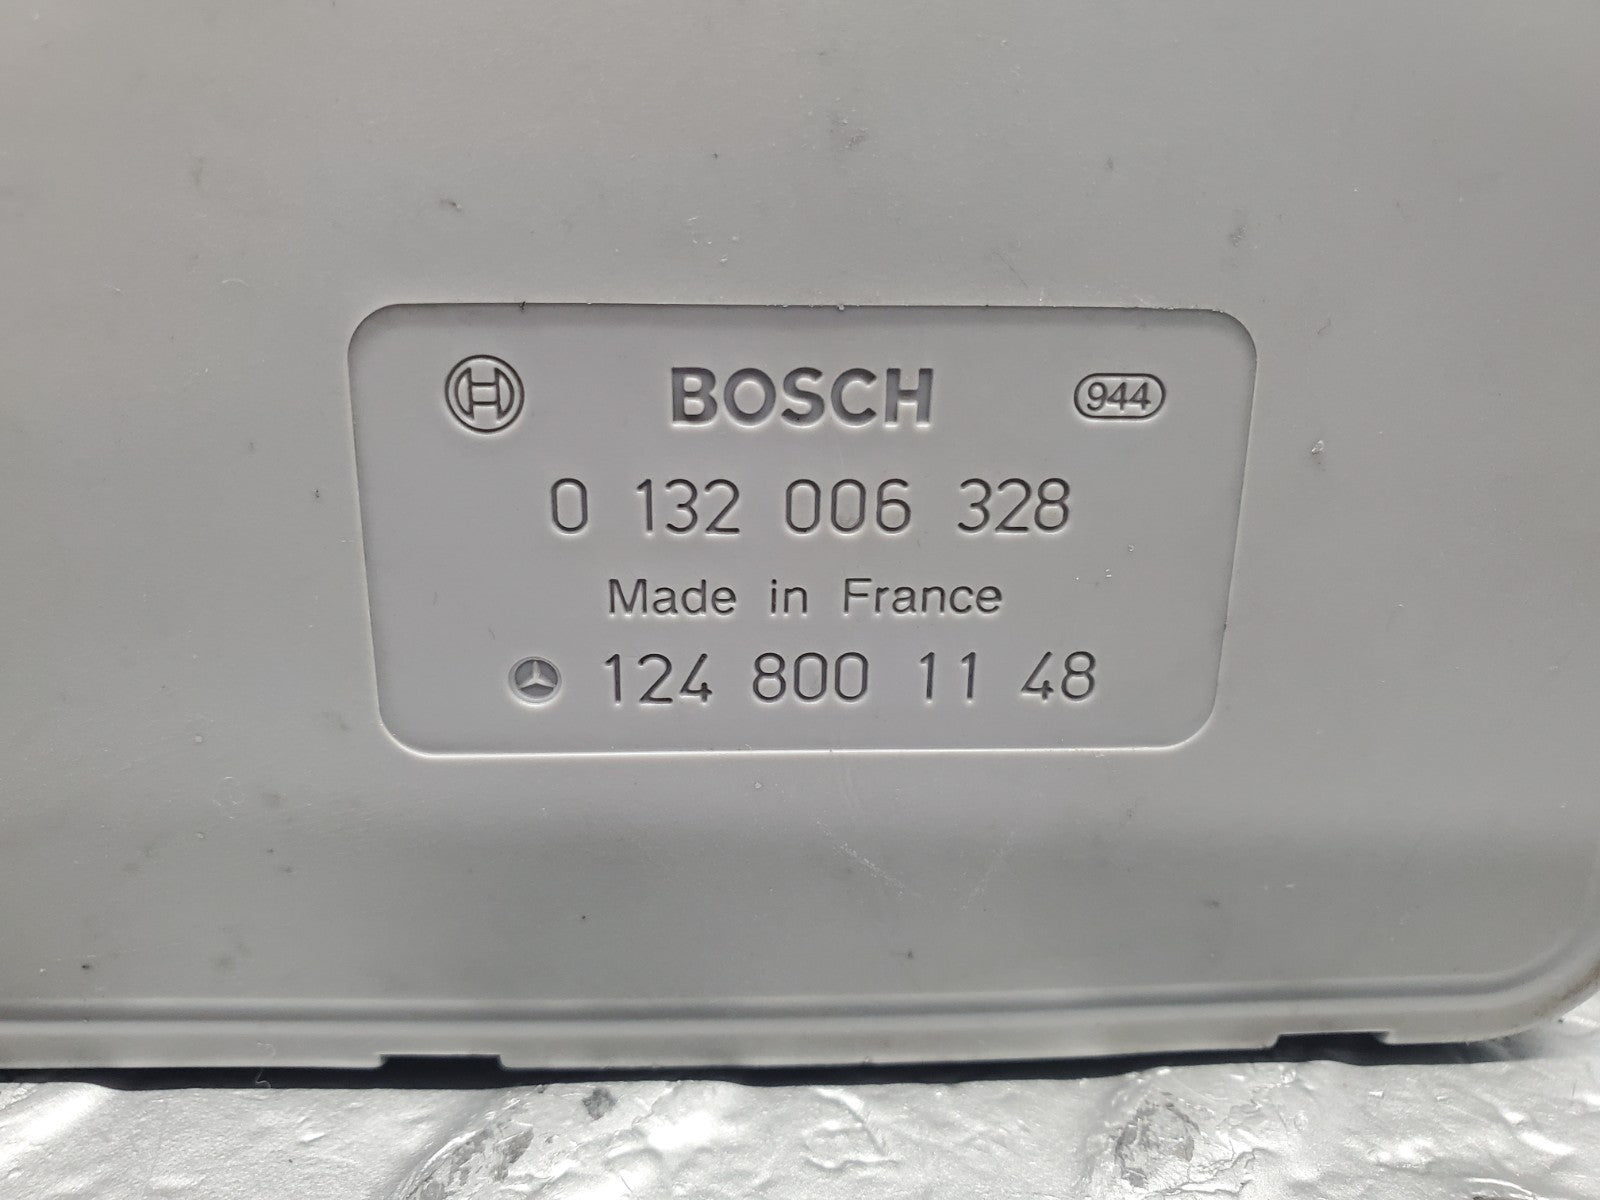 BOSCH 944
0 132 006 328
Made in France
124 800 11 48